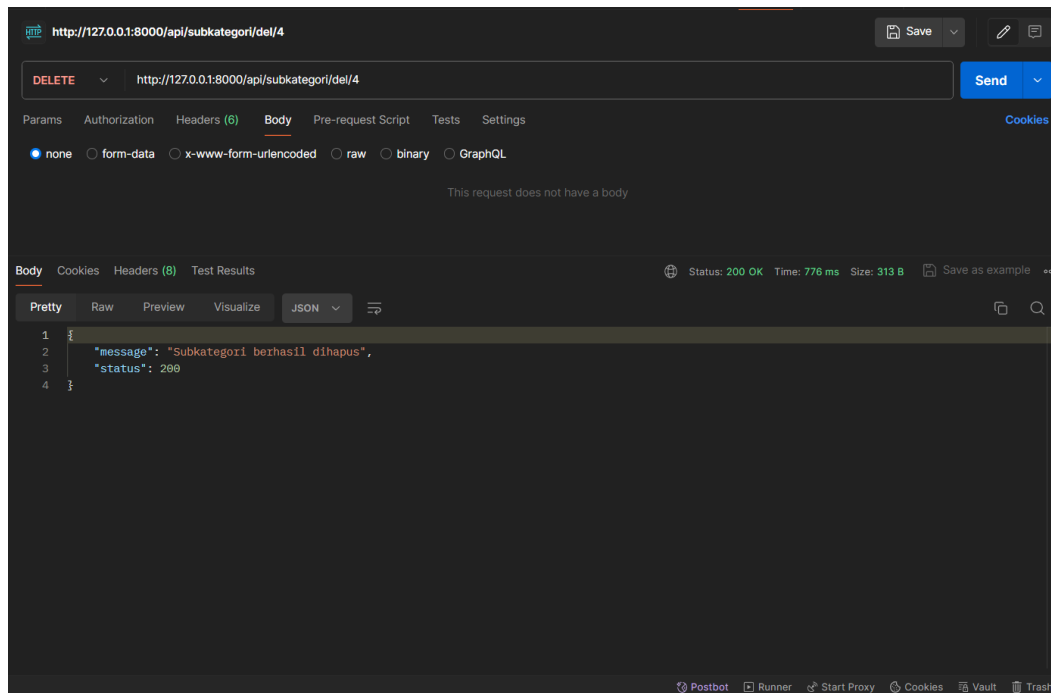 HTTP http://127.0.0.1:8000/api/subkategori/del/4 Save
DELETE http://127.0.0.1:8000/api/subkategori/del/4 Send
Params Authorization Headers (6) Body Pre-request Script Tests Settings Cookies
none form-data x-www-form-urlencoded raw binary GraphQL
This request does not have a body
Body Cookies Headers (8) Test Results Status: 200 OK Time: 776 ms Size: 313 B Save as example
Pretty Raw Preview Visualize JSON
1 {
2 "message": "Subkategori berhasil dihapus",
3 "status": 200
4 }
Postbot Runner Start Proxy Cookies Vault Trash